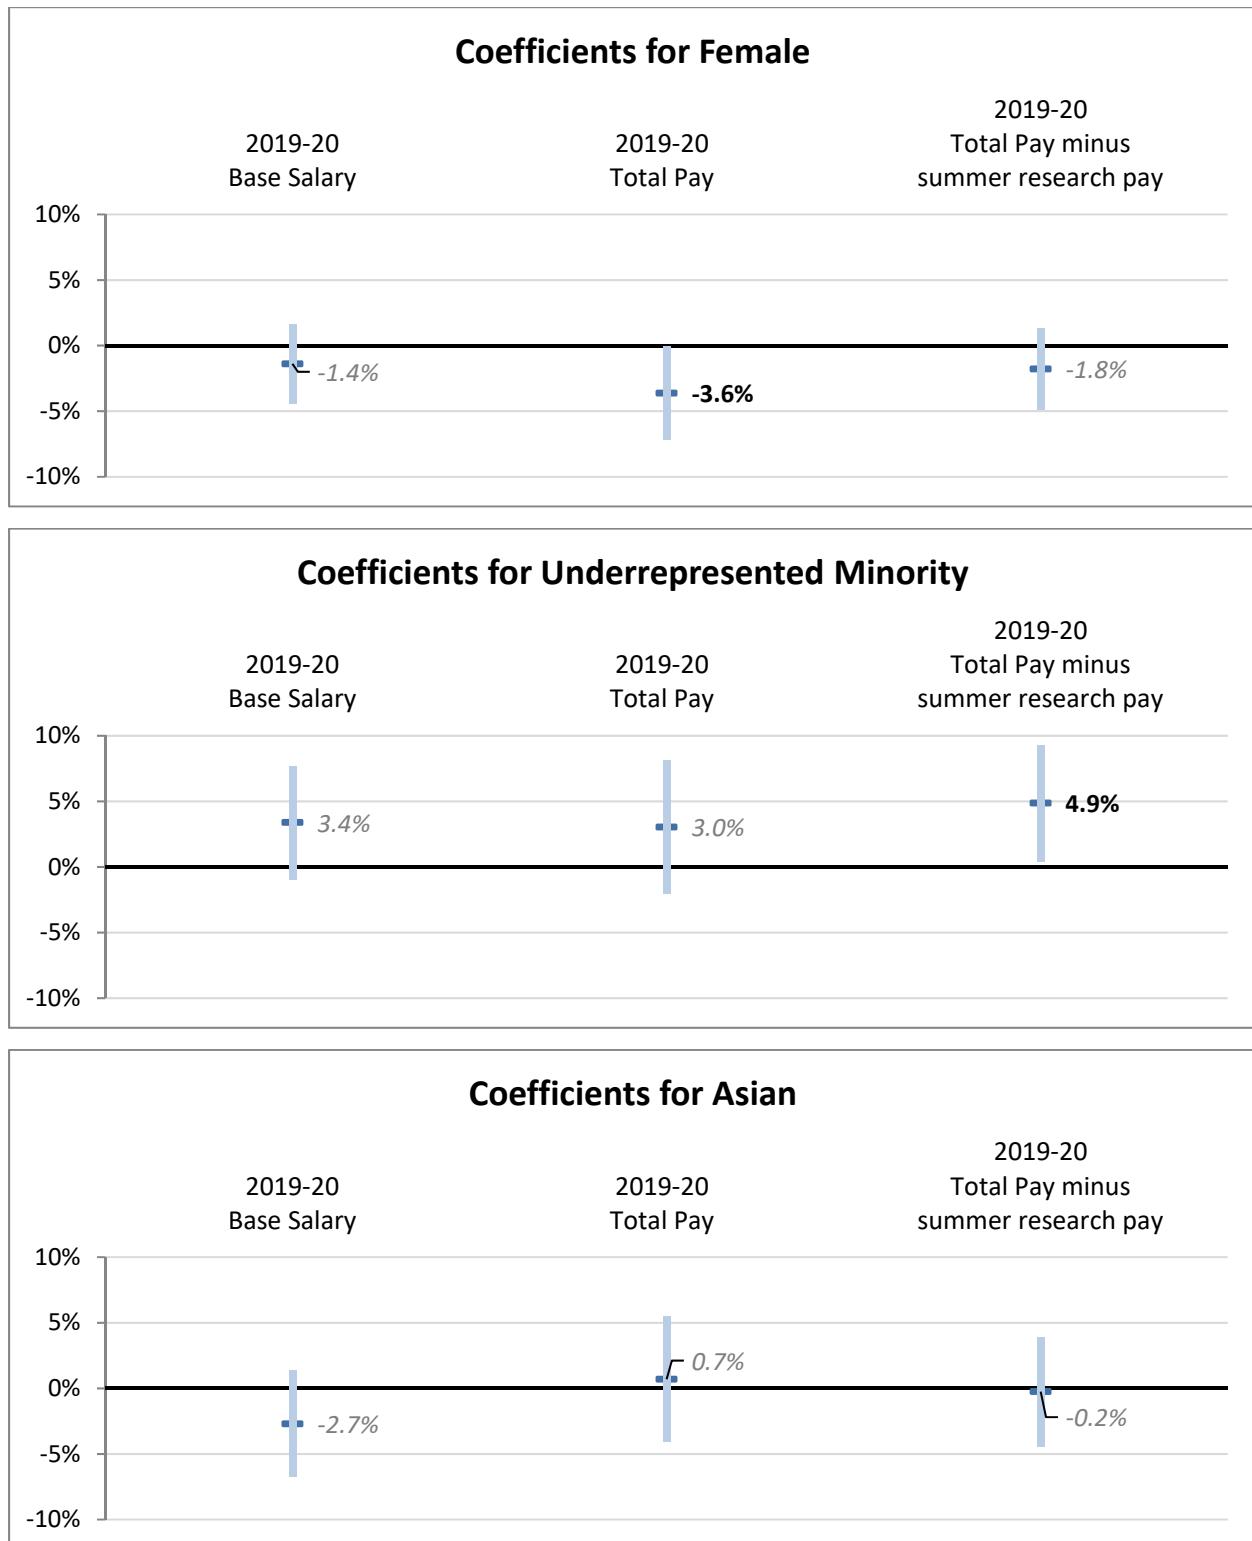 Coefficients for Female
2019-20
Base Salary
2019-20
Total Pay
2019-20
Total Pay minus
summer research pay
10%
5%
0%
-5%
-10%
-1.4%
-3.6%
-1.8%
Coefficients for Underrepresented Minority
2019-20
Base Salary
2019-20
Total Pay
2019-20
Total Pay minus
summer research pay
10%
5%
0%
-5%
-10%
3.4%
3.0%
4.9%
Coefficients for Asian
2019-20
Base Salary
2019-20
Total Pay
2019-20
Total Pay minus
summer research pay
10%
5%
0%
-5%
-10%
-2.7%
0.7%
-0.2%